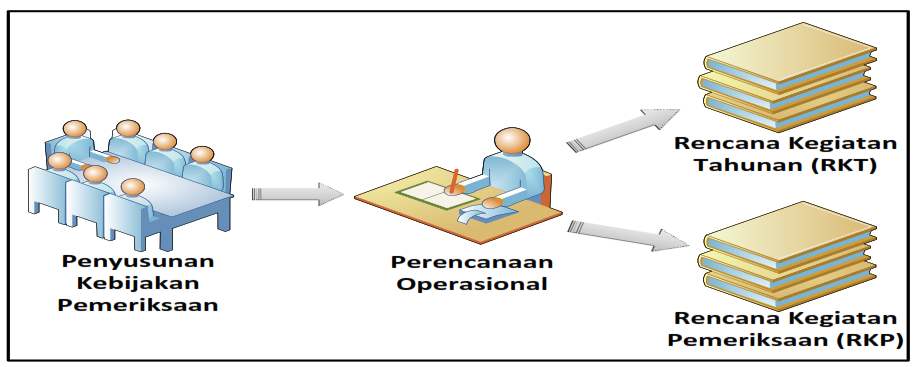 Penyusunan
Kebijakan
Pemeriksaan
Perencanaan
Operasional
Rencana Kegiatan
Tahunan (RKT)
Rencana Kegiatan
Pemeriksaan (RKP)